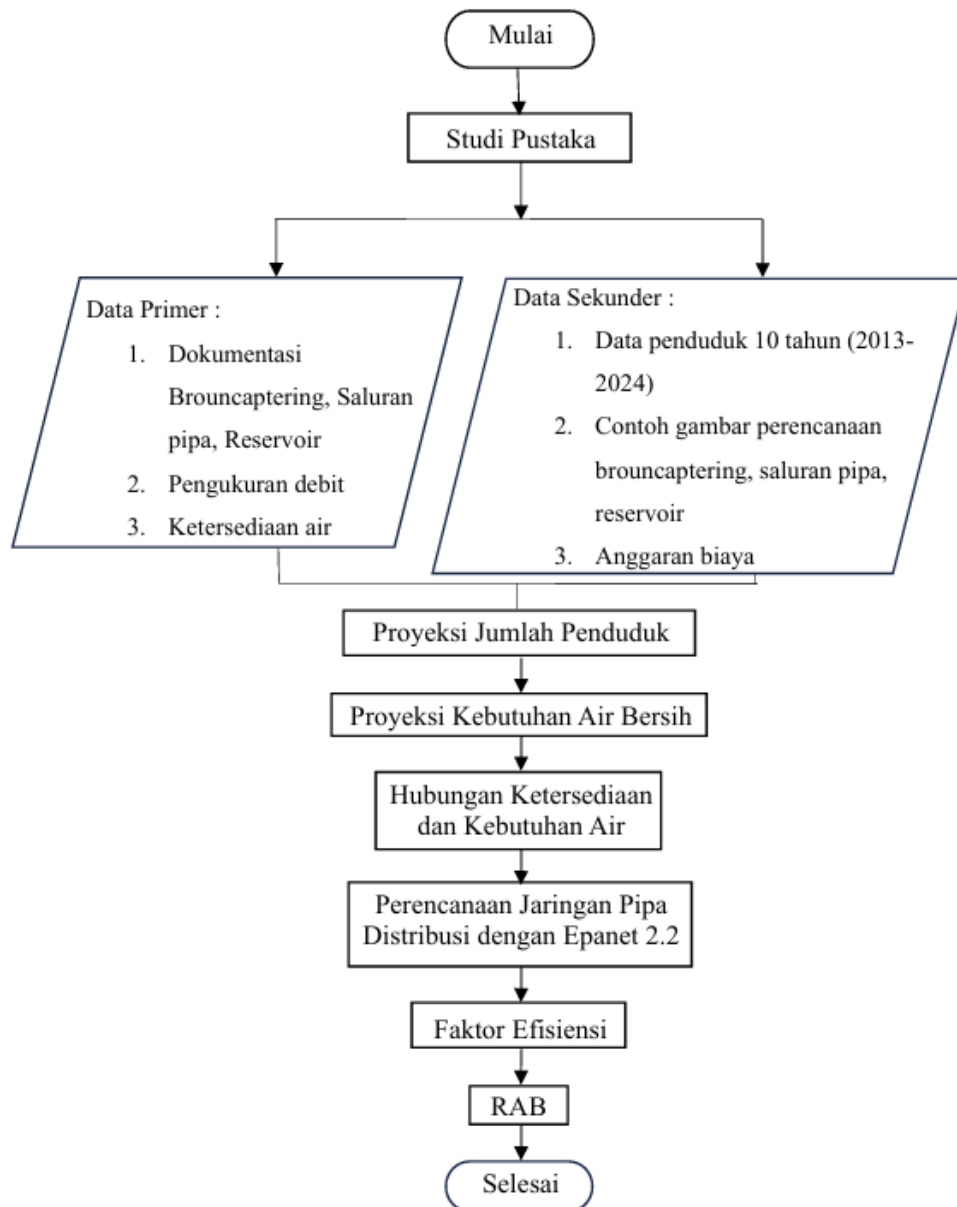 Mulai
Studi Pustaka
Data Primer :
1. Dokumentasi
Brouncaptering, Saluran
pipa, Reservoir
2. Pengukuran debit
3. Ketersediaan air
Data Sekunder :
1. Data penduduk 10 tahun (2013-
2024)
2. Contoh gambar perencanaan
brouncaptering, saluran pipa,
reservoir
3. Anggaran biaya
Proyeksi Jumlah Penduduk
Proyeksi Kebutuhan Air Bersih
Hubungan Ketersediaan
dan Kebutuhan Air
Perencanaan Jaringan Pipa
Distribusi dengan Epanet 2.2
Faktor Efisiensi
RAB
Selesai